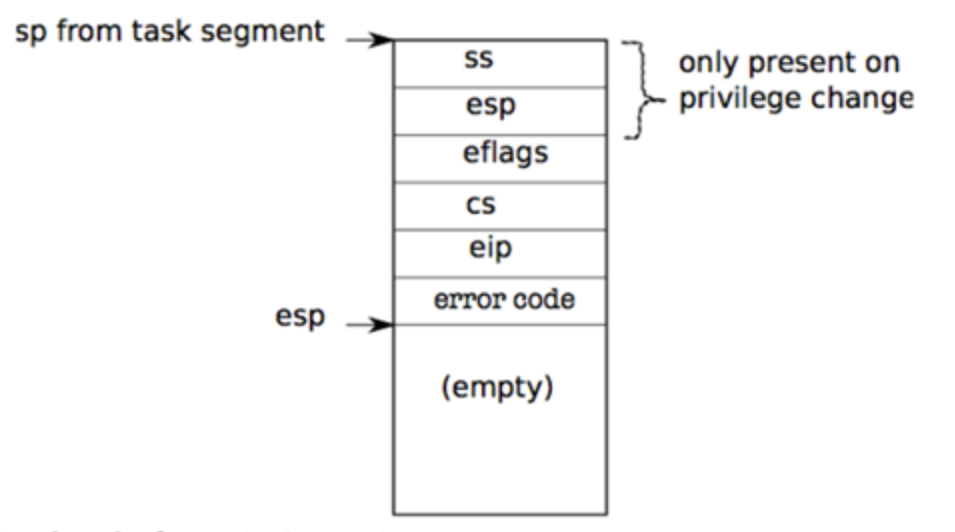 sp from task segment
ss
only present on
privilege change
esp
eflags
cs
eip
error code
esp
(empty)